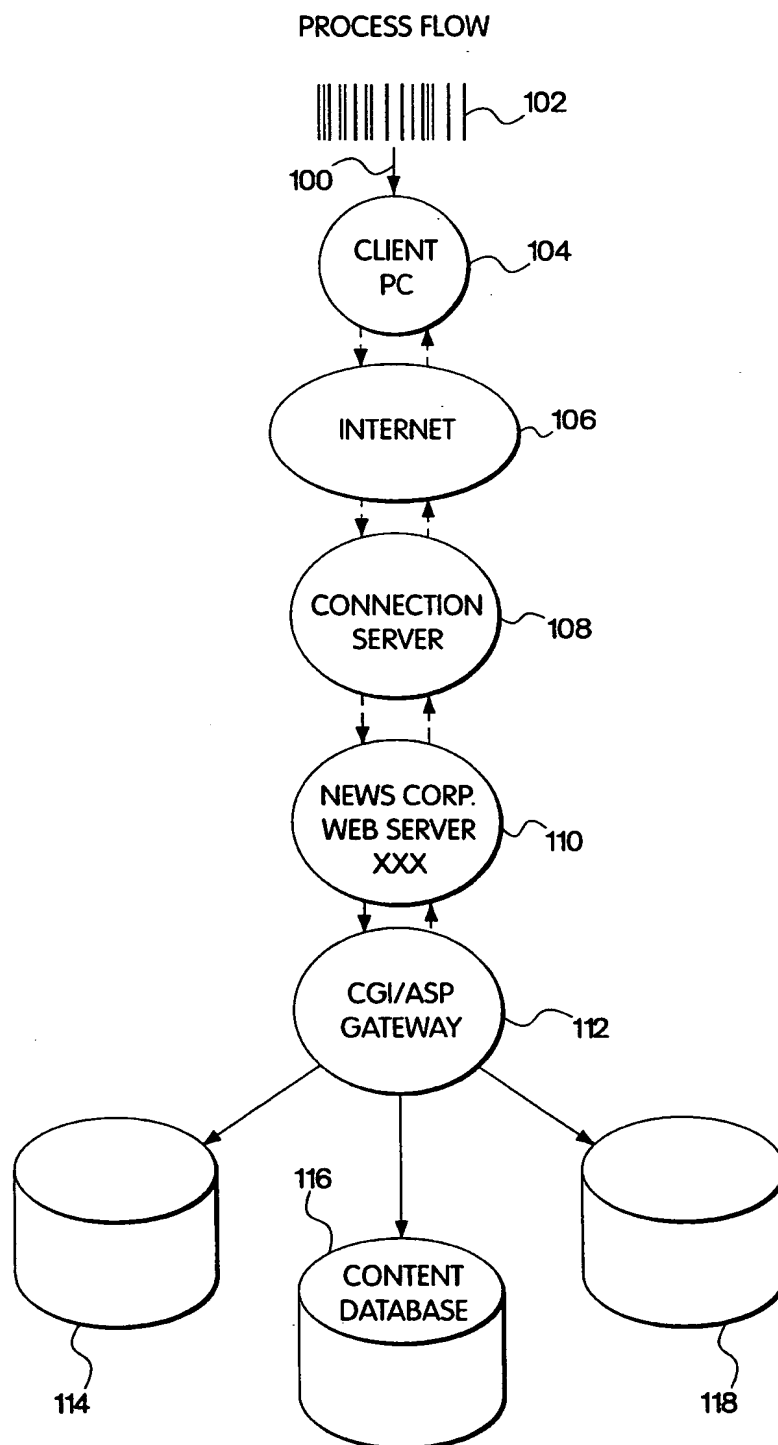 PROCESS FLOW
102
100
CLIENT
PC
104
INTERNET
106
CONNECTION
SERVER
108
NEWS CORP.
WEB SERVER
XXX
110
CGI/ASP
GATEWAY
112
116
CONTENT
DATABASE
114
118